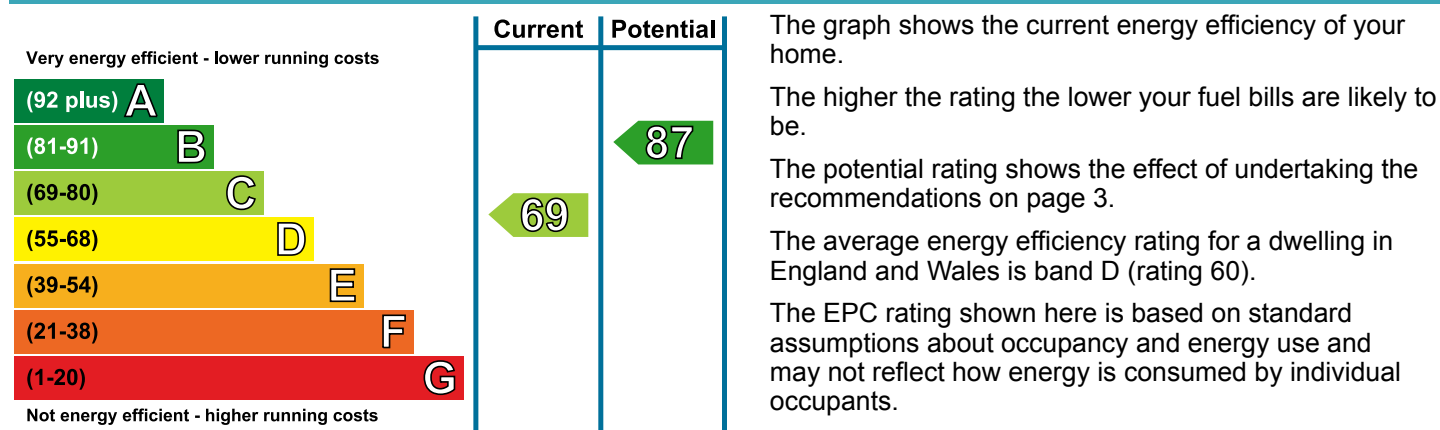 Current Potential
Very energy efficient - lower running costs
(92 plus) A
(81-91) B
87
(69-80) C
69
(55-68) D
(39-54) E
(21-38) F
(1-20) G
Not energy efficient - higher running costs
The graph shows the current energy efficiency of your
home.
The higher the rating the lower your fuel bills are likely to
be.
The potential rating shows the effect of undertaking the
recommendations on page 3.
The average energy efficiency rating for a dwelling in
England and Wales is band D (rating 60).
The EPC rating shown here is based on standard
assumptions about occupancy and energy use and
may not reflect how energy is consumed by individual
occupants.